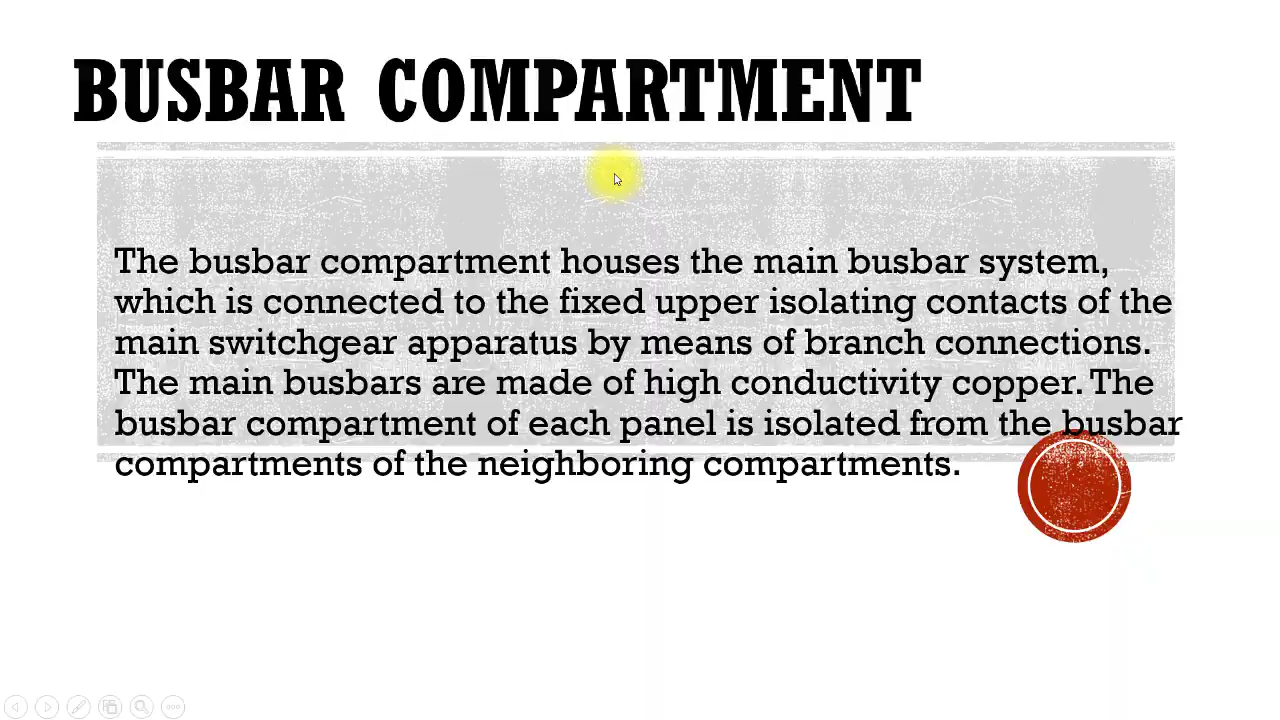 BUSBAR COMPARTMENT
The busbar compartment houses the main busbar system,
which is connected to the fixed upper isolating contacts of the
main switchgear apparatus by means of branch connections.
The main busbars are made of high conductivity copper. The
busbar compartment of each panel is isolated from the busbar
compartments of the neighboring compartments.